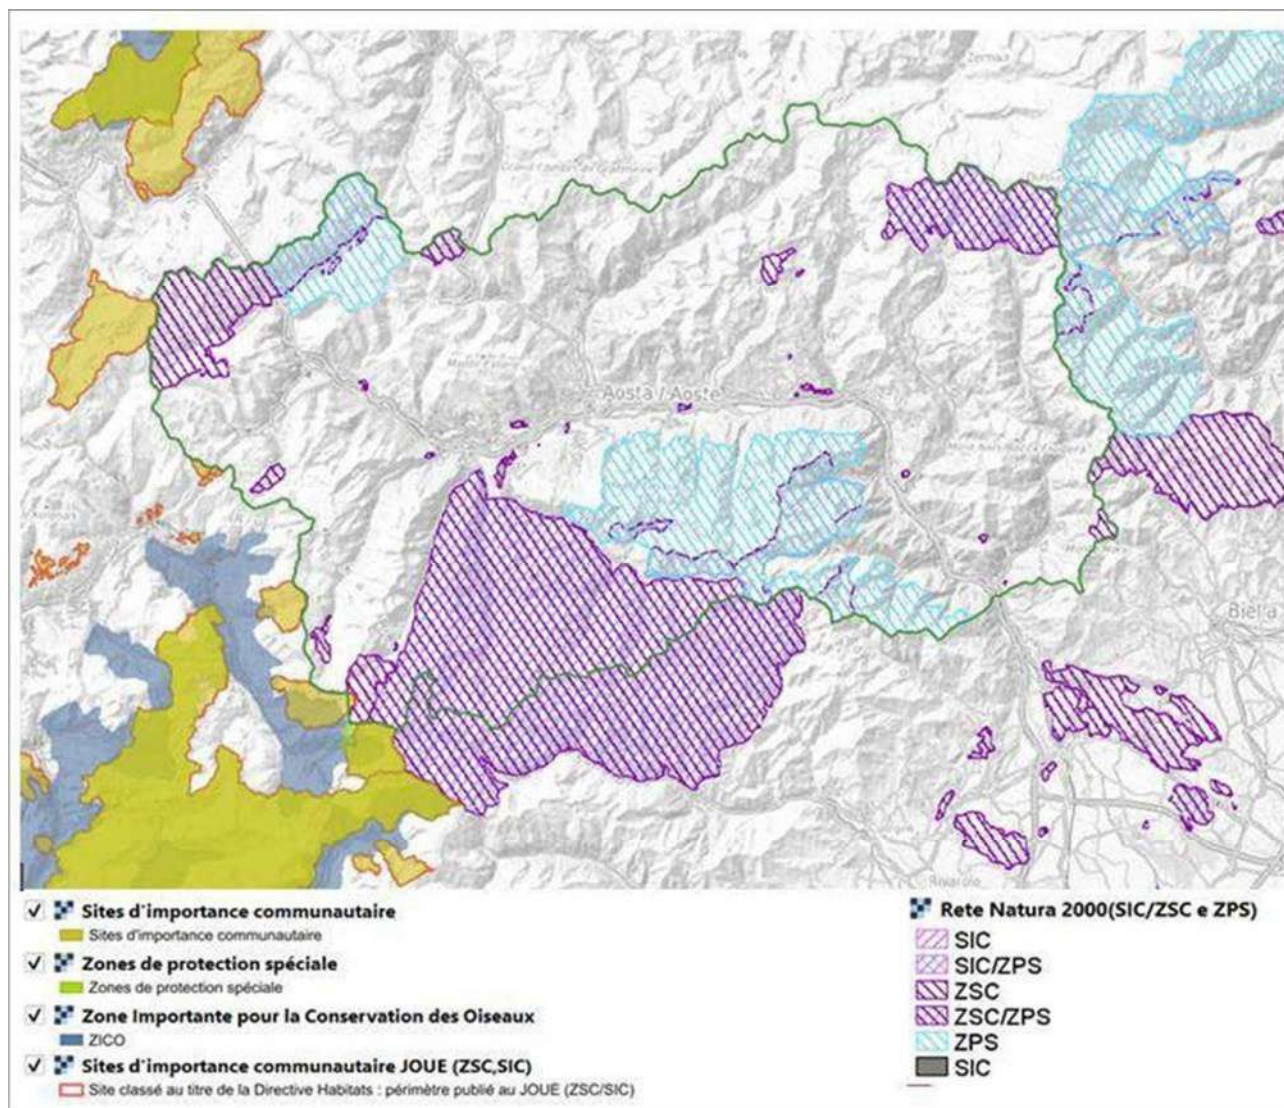 Zermatt
Aosta / Aoste
Biella
Rivarolo
Sites d'importance communautaire
Sites d'importance communautaire
Zones de protection spéciale
Zones de protection spéciale
Zone Importante pour la Conservation des Oiseaux
ZICO
Sites d'importance communautaire JOUE (ZSC,SIC)
Site classé au titre de la Directive Habitats : périmètre publié au JOUE (ZSC/SIC)
Rete Natura 2000(SIC/ZSC e ZPS)
SIC
SIC/ZPS
ZSC
ZSC/ZPS
ZPS
SIC